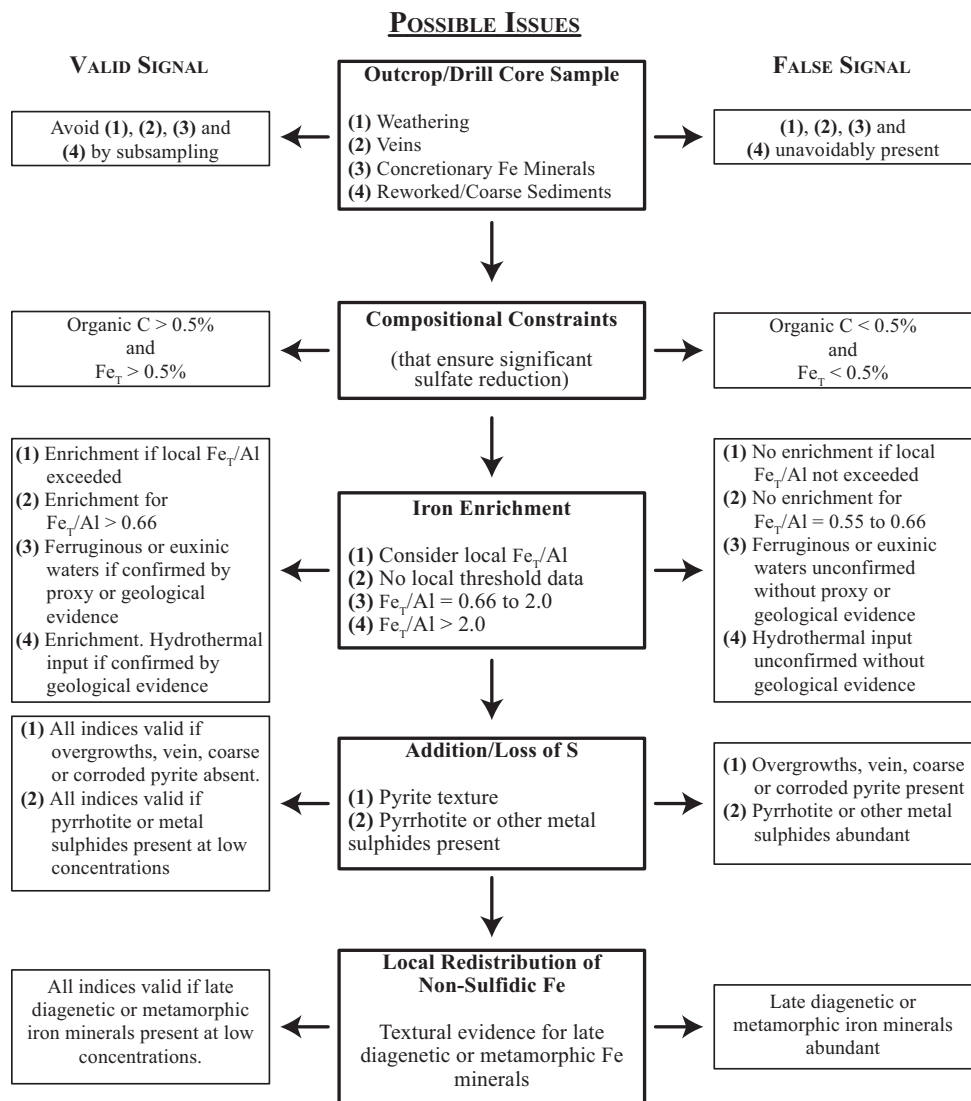 POSSIBLE ISSUES
VALID SIGNAL
FALSE SIGNAL
Outcrop/Drill Core Sample
(1) Weathering
(2) Veins
(3) Concretionary Fe Minerals
(4) Reworked/Coarse Sediments
Avoid (1), (2), (3) and
(4) by subsampling
(1), (2), (3) and
(4) unavoidably present
Compositional Constraints
(that ensure significant
sulfate reduction)
Organic C > 0.5%
and
FeT > 0.5%
Organic C < 0.5%
and
FeT < 0.5%
Iron Enrichment
(1) Consider local FeT/Al
(2) No local threshold data
(3) FeT/Al = 0.66 to 2.0
(4) FeT/Al > 2.0
(1) Enrichment if local FeT/Al
exceeded
(2) Enrichment for
FeT/Al > 0.66
(3) Ferruginous or euxinic
waters if confirmed by
proxy or geological
evidence
(4) Enrichment. Hydrothermal
input if confirmed by
geological evidence
(1) No enrichment if local
FeT/Al not exceeded
(2) No enrichment for
FeT/Al = 0.55 to 0.66
(3) Ferruginous or euxinic
waters unconfirmed
without proxy or
geological evidence
(4) Hydrothermal input
unconfirmed without
geological evidence
Addition/Loss of S
(1) Pyrite texture
(2) Pyrrhotite or other metal
sulphides present
(1) All indices valid if
overgrowths, vein, coarse
or corroded pyrite absent.
(2) All indices valid if
pyrrhotite or metal
sulphides present at low
concentrations
(1) Overgrowths, vein, coarse
or corroded pyrite present
(2) Pyrrhotite or other metal
sulphides abundant
Local Redistribution of
Non-Sulfidic Fe
Textural evidence for late
diagenetic or metamorphic Fe
minerals
All indices valid if late
diagenetic or metamorphic
iron minerals present at low
concentrations.
Late diagenetic or
metamorphic iron minerals
abundant